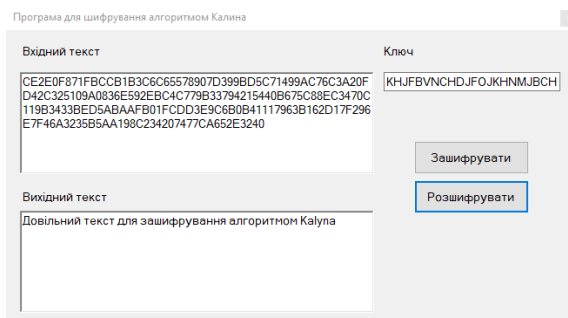 Програма для шифрування алгоритмом Калина
Вхідний текст
Ключ
CE2E0F871FBCCB1B3C6C65578907D399BD5C71499AC76C3A20F
D42C325109A0836E592EBC4C779B33794215440B675C88EC3470C
119B3433BED5ABAAFB01FCDD3E9C6B0B41117963B162D17F296
E7F46A3235B5AA198C234207477CA652E3240
KHJFBVNCHDJFOJKHNMJBCH
Зашифрувати
Розшифрувати
Вихідний текст
Довільний текст для зашифрування алгоритмом Kalyna